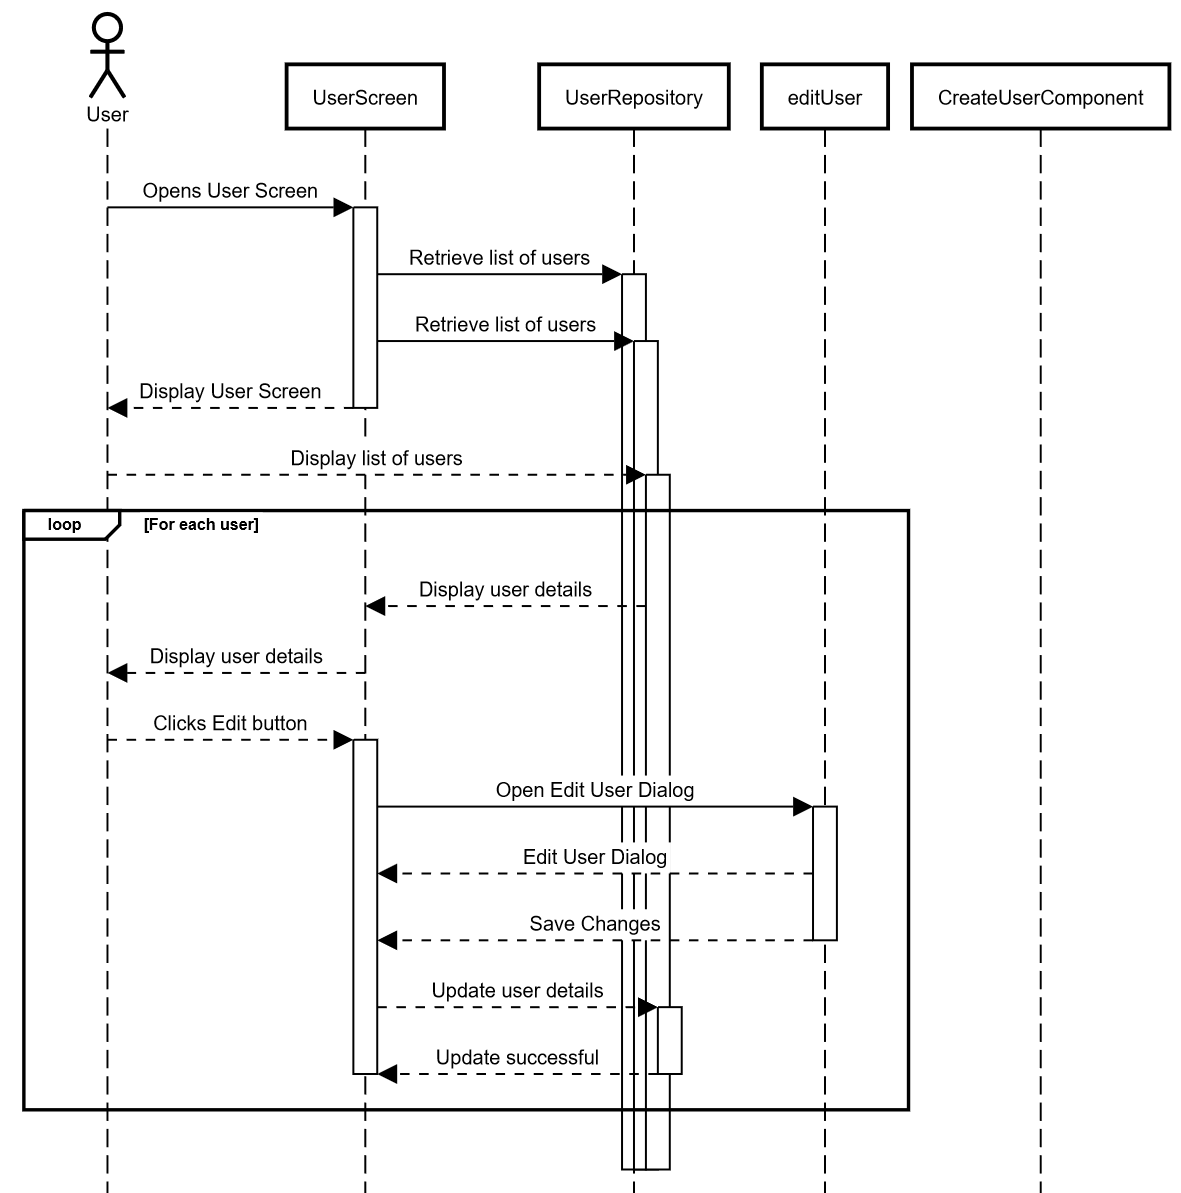 User
UserScreen
UserRepository
editUser
CreateUserComponent
Opens User Screen
Retrieve list of users
Retrieve list of users
Display User Screen
Display list of users
loop
[For each user]
Display user details
Display user details
Clicks Edit button
Open Edit User Dialog
Edit User Dialog
Save Changes
Update user details
Update successful